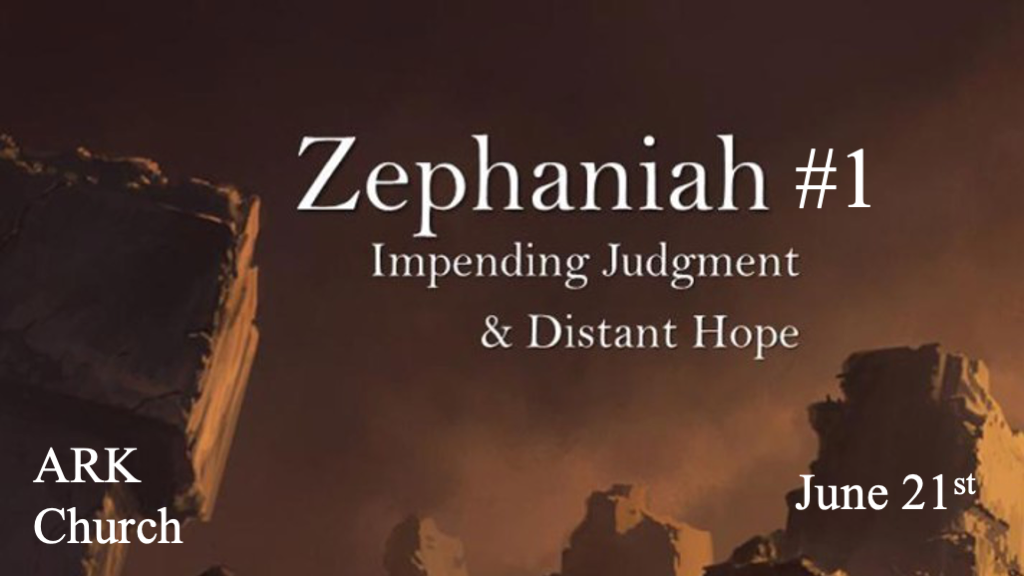 Zephaniah #1
Impending Judgment
& Distant Hope
ARK
Church
June 21st